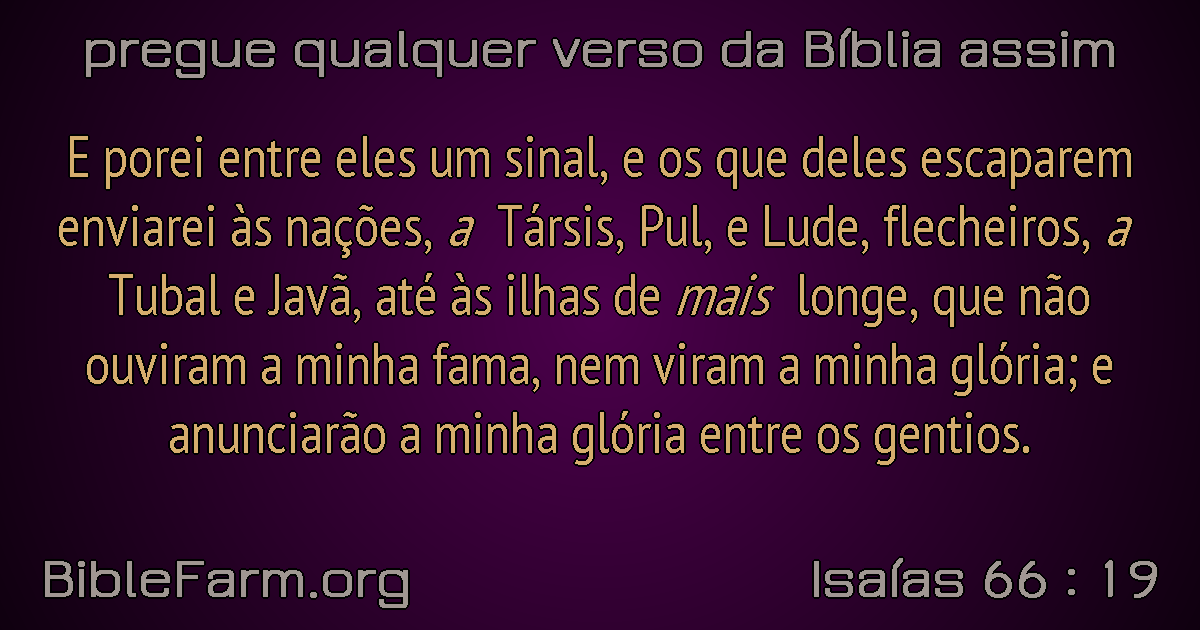 pregue qualquer verso da Bíblia assim
E porei entre eles um sinal, e os que deles escaparem
enviarei às nações, a Társis, Pul, e Lude, flecheiros, a
Tubal e Javã, até às ilhas de mais longe, que não
ouviram a minha fama, nem viram a minha glória; e
anunciarão a minha glória entre os gentios.
BibleFarm.org
Isaías 66 : 19